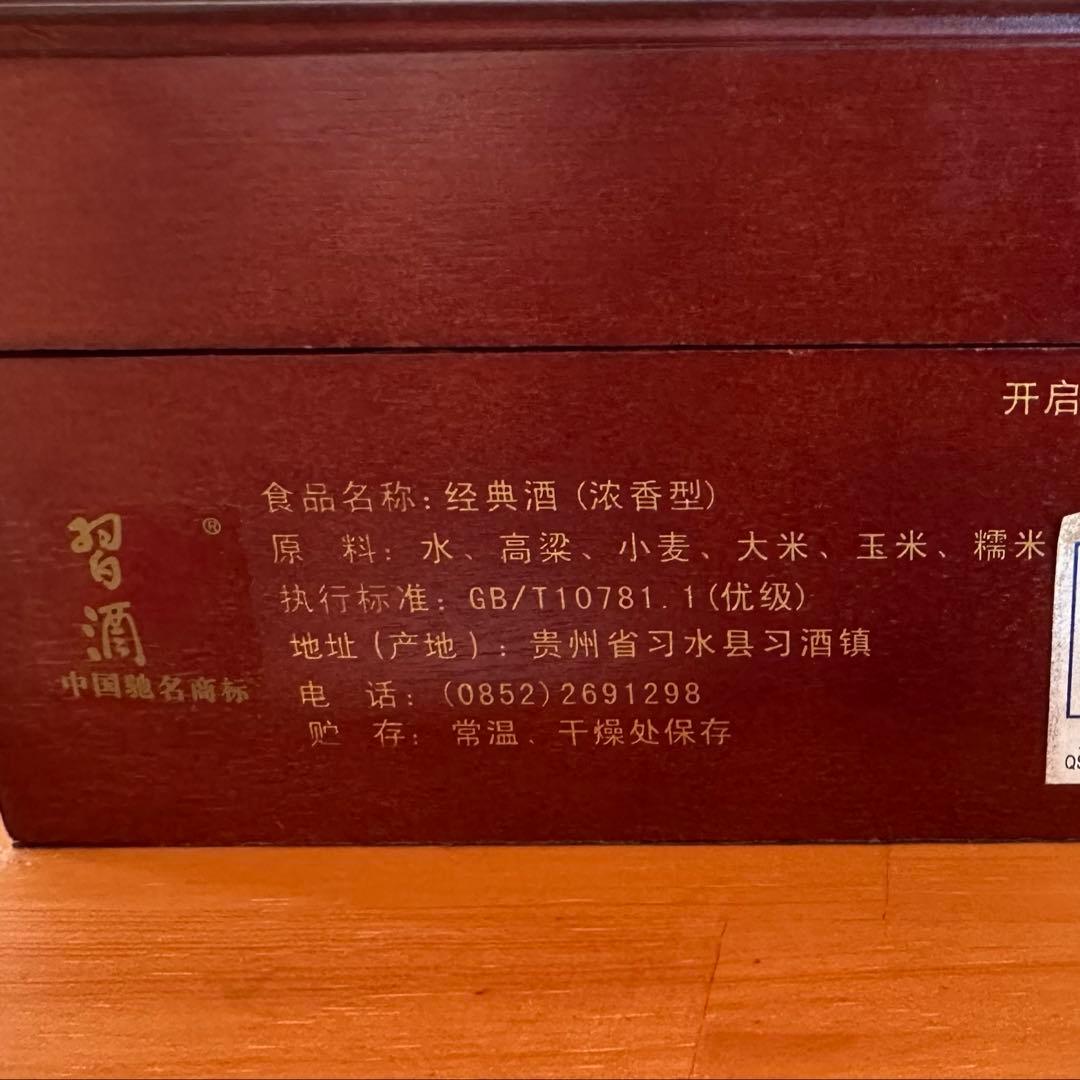 开启
習酒®
中国驰名商标
食品名称:经典酒(浓香型)
原 料: 水、高粱、小麦、大米、玉米、糯米
执行标准: GB/T10781.1(优级)
地址(产地): 贵州省习水县习酒镇
电 话: (0852)2691298
贮 存: 常温、干燥处保存
QS